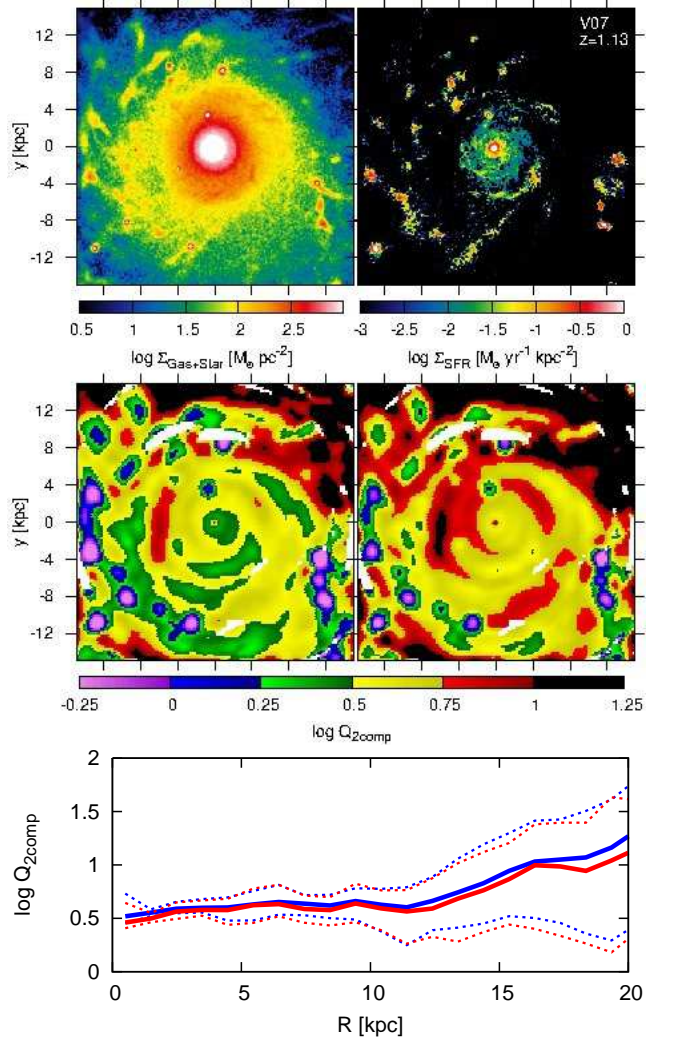 V07
z=1.13
12
8
4
0
-4
-8
-12
y [kpc]
0.5 1 1.5 2 2.5
-3 -2.5 -2 -1.5 -1 -0.5 0
log Σ_Gas+Star [M⊙ pc⁻²]
log Σ_SFR [M⊙ yr⁻¹ kpc⁻²]
12
8
4
0
-4
-8
-12
y [kpc]
-0.25 0 0.25 0.5 0.75 1 1.25
log Q_2comp
2
1.5
1
0.5
0
log Q_2comp
0 5 10 15 20
R [kpc]